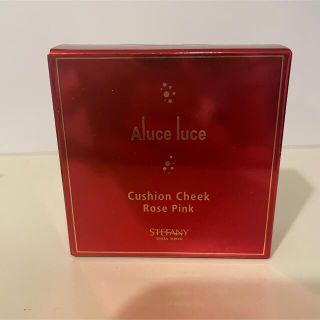 Aluce luce
Cushion Cheek
Rose Pink
STEFANY